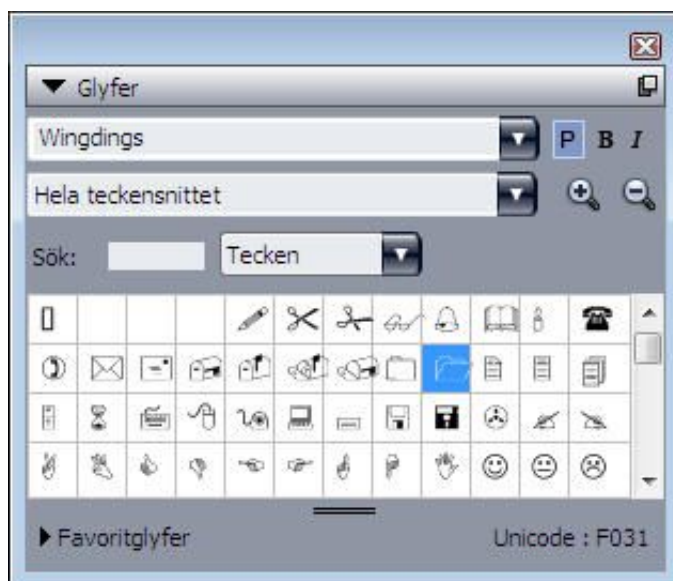 Glyfer
Wingdings
P B I
Hela teckensnittet
Sök:
Tecken
Favoritglyfer
Unicode : F031